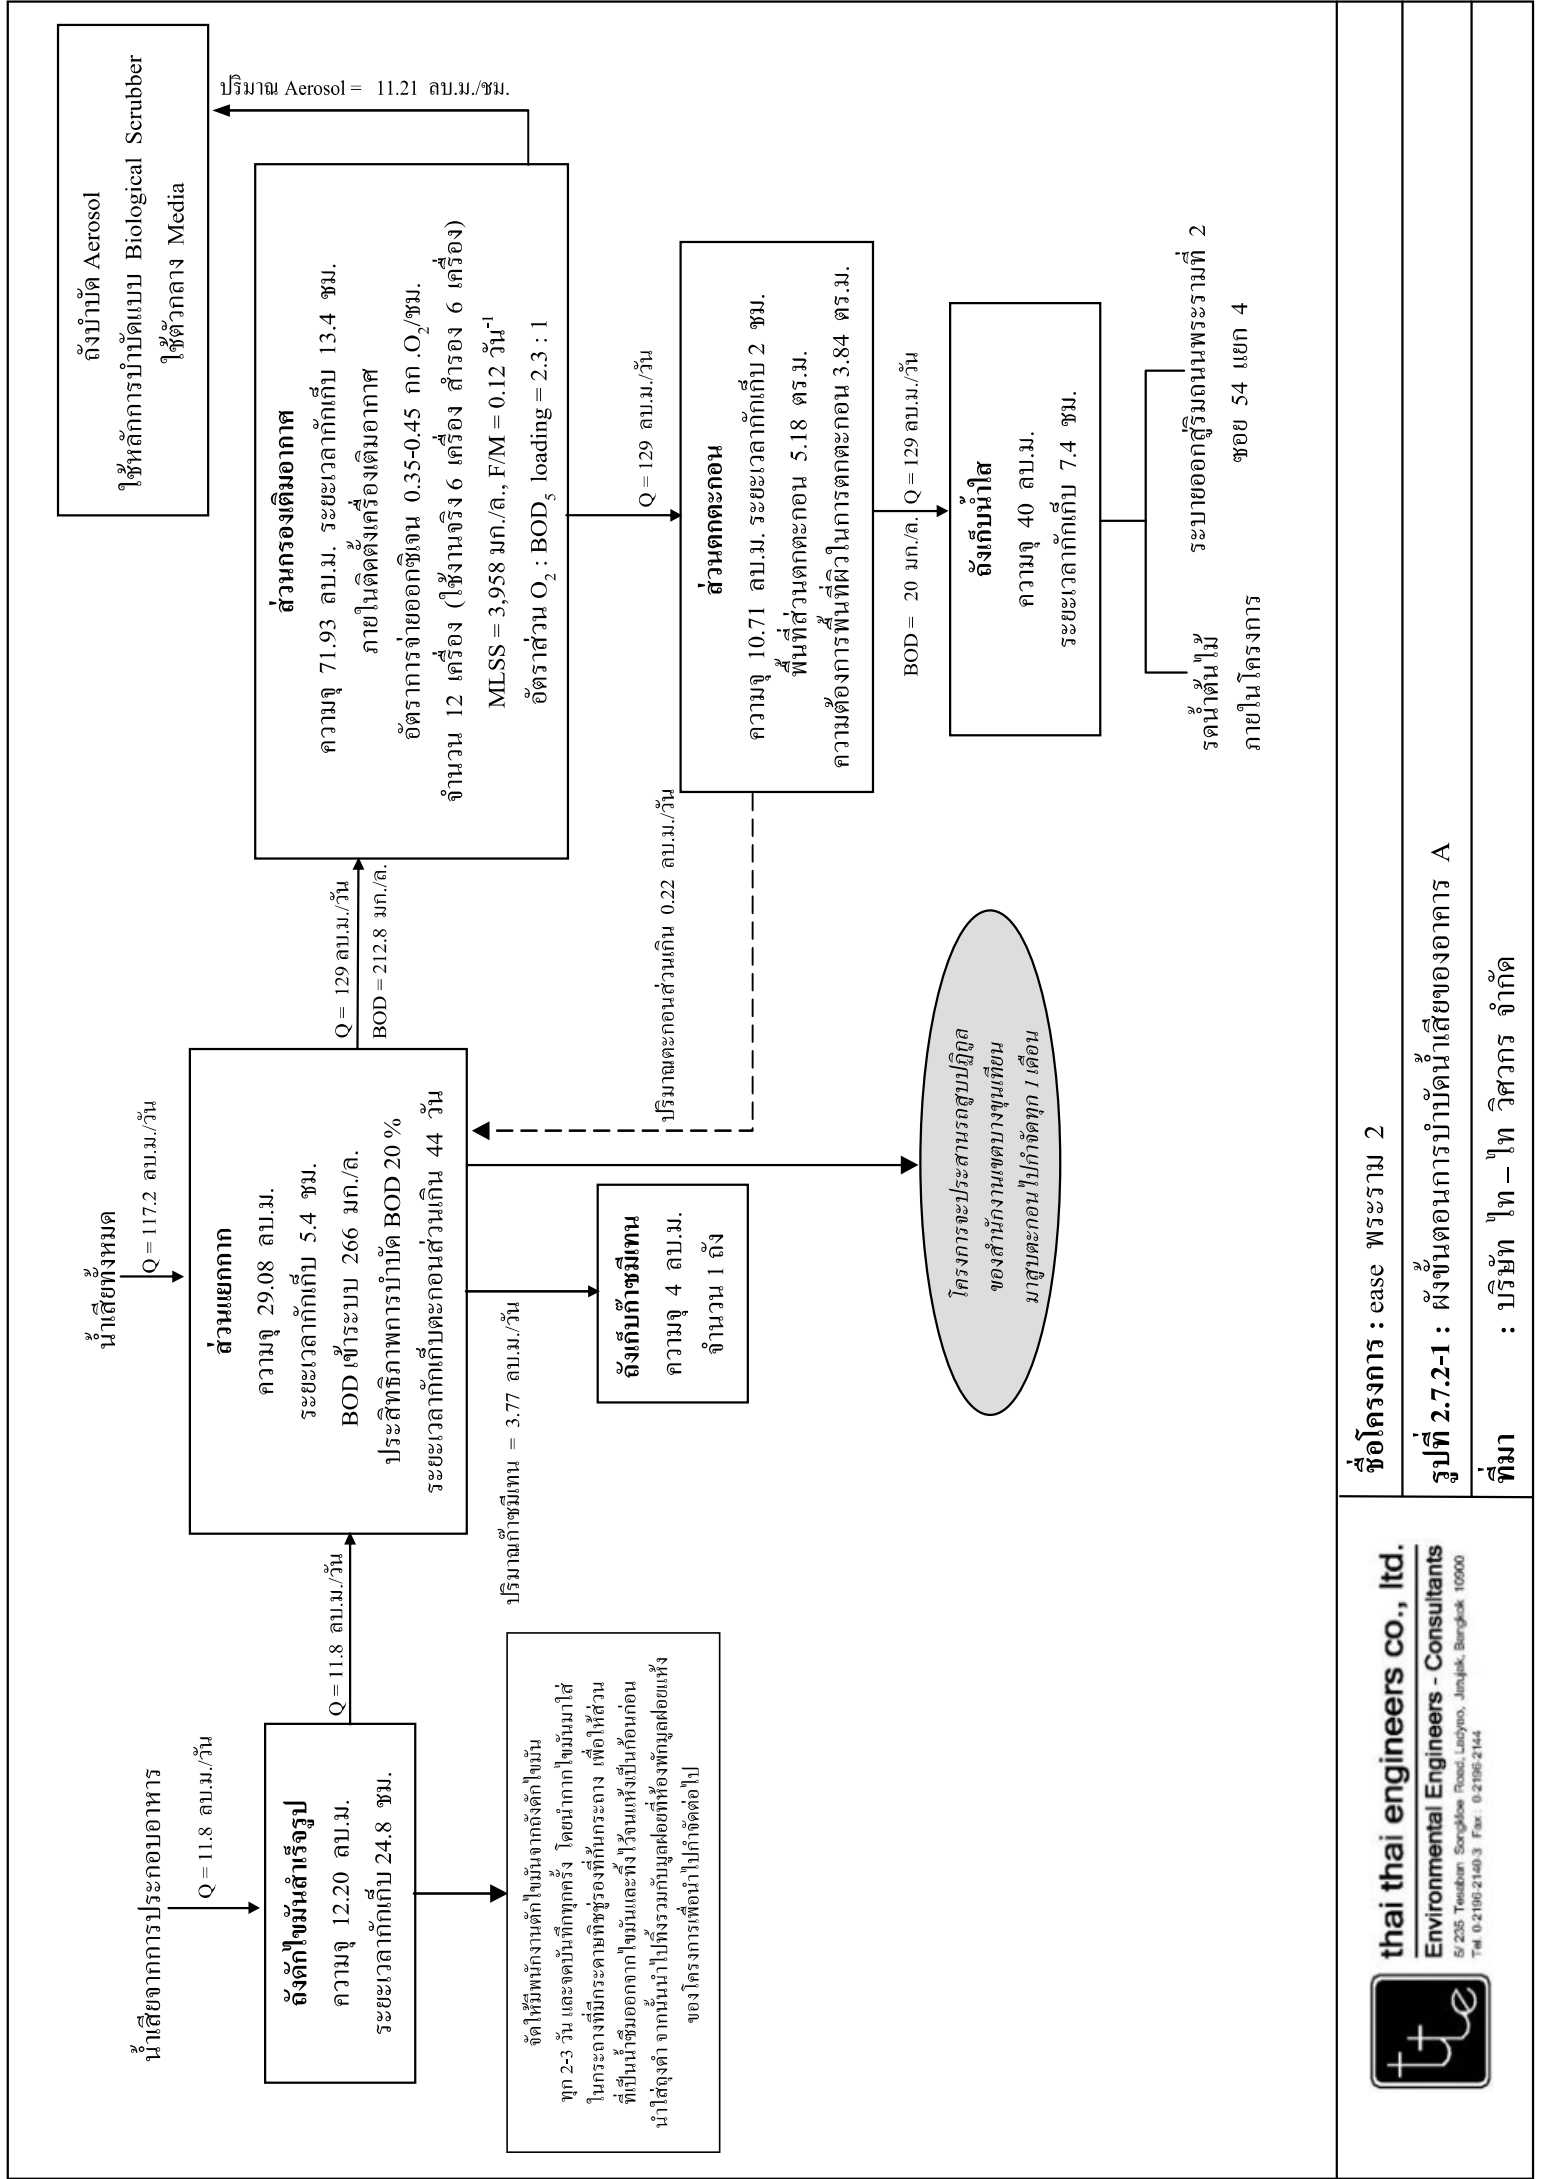 น้ำเสียจากการประกอบอาหาร
Q = 11.8 ลบ.ม./วัน
ถังดักไขมันสำเร็จรูป
ความจุ 12.20 ลบ.ม.
ระยะเวลากักเก็บ 24.8 ชม.
Q = 11.8 ลบ.ม./วัน
จัดให้มีพนักงานตักไขมันจากถังดักไขมัน
ทุก 2-3 วัน และจดบันทึกทุกครั้ง โดยนำกากไขมันมาใส่
ในกระถางที่มีกระดาษทิชชูรองที่ก้นกระถาง เพื่อให้ส่วน
ที่เป็นน้ำซึมออกจากไขมันและทิ้งไว้จนแห้งเป็นก้อนก่อน
นำใส่ถุงดำ จากนั้นนำไปทิ้งรวมกับมูลฝอยที่ห้องพักมูลฝอยแห้ง
ของโครงการเพื่อนำไปกำจัดต่อไป
น้ำเสียทั้งหมด
Q = 117.2 ลบ.ม./วัน
ส่วนแยกกาก
ความจุ 29.08 ลบ.ม.
ระยะเวลากักเก็บ 5.4 ชม.
BOD เข้าระบบ 266 มก./ล.
ประสิทธิภาพการบำบัด BOD 20 %
ระยะเวลากักเก็บตะกอนส่วนเกิน 44 วัน
ปริมาณก๊าซมีเทน = 3.77 ลบ.ม./วัน
ถังเก็บก๊าซมีเทน
ความจุ 4 ลบ.ม.
จำนวน 1 ถัง
โครงการจะประสานรถสูบปฏิกูล
ของสำนักงานเขตบางขุนเทียน
มาสูบตะกอนไปกำจัดทุก 1 เดือน
Q = 129 ลบ.ม./วัน
BOD = 212.8 มก./ล.
ส่วนกรองเติมอากาศ
ความจุ 71.93 ลบ.ม. ระยะเวลากักเก็บ 13.4 ชม.
ภายในติดตั้งเครื่องเติมอากาศ
อัตราการจ่ายออกซิเจน 0.35-0.45 กก .O2/ชม.
จำนวน 12 เครื่อง (ใช้งานจริง 6 เครื่อง สำรอง 6 เครื่อง)
MLSS = 3,958 มก./ล., F/M = 0.12 วัน-1
อัตราส่วน O2 : BOD5 loading = 2.3 : 1
ปริมาณ Aerosol = 11.21 ลบ.ม./ชม.
ถังบำบัด Aerosol
ใช้หลักการบำบัดแบบ Biological Scrubber
ใช้ตัวกลาง Media
Q = 129 ลบ.ม./วัน
ส่วนตกตะกอน
ความจุ 10.71 ลบ.ม. ระยะเวลากักเก็บ 2 ชม.
พื้นที่ส่วนตกตะกอน 5.18 ตร.ม.
ความต้องการพื้นที่ผิวในการตกตะกอน 3.84 ตร.ม.
ปริมาณตะกอนส่วนเกิน 0.22 ลบ.ม./วัน
BOD = 20 มก./ล. Q = 129 ลบ.ม./วัน
ถังเก็บน้ำใส
ความจุ 40 ลบ.ม.
ระยะเวลากักเก็บ 7.4 ชม.
รดน้ำต้นไม้
ภายในโครงการ
ระบายออกสู่ริมถนนพระรามที่ 2
ซอย 54 แยก 4
tte
thai thai engineers co., ltd.
Environmental Engineers - Consultants
5/ 235 Tesaban Songkloe Road, Ladyao, Jatujak, Bangkok 10900
Tel. 0-2196-2140-3 Fax : 0-2196-2144
ชื่อโครงการ : ease พระราม 2
รูปที่ 2.7.2-1 : ผังขั้นตอนการบำบัดน้ำเสียของอาคาร A
ที่มา : บริษัท ไท – ไท วิศวกร จำกัด